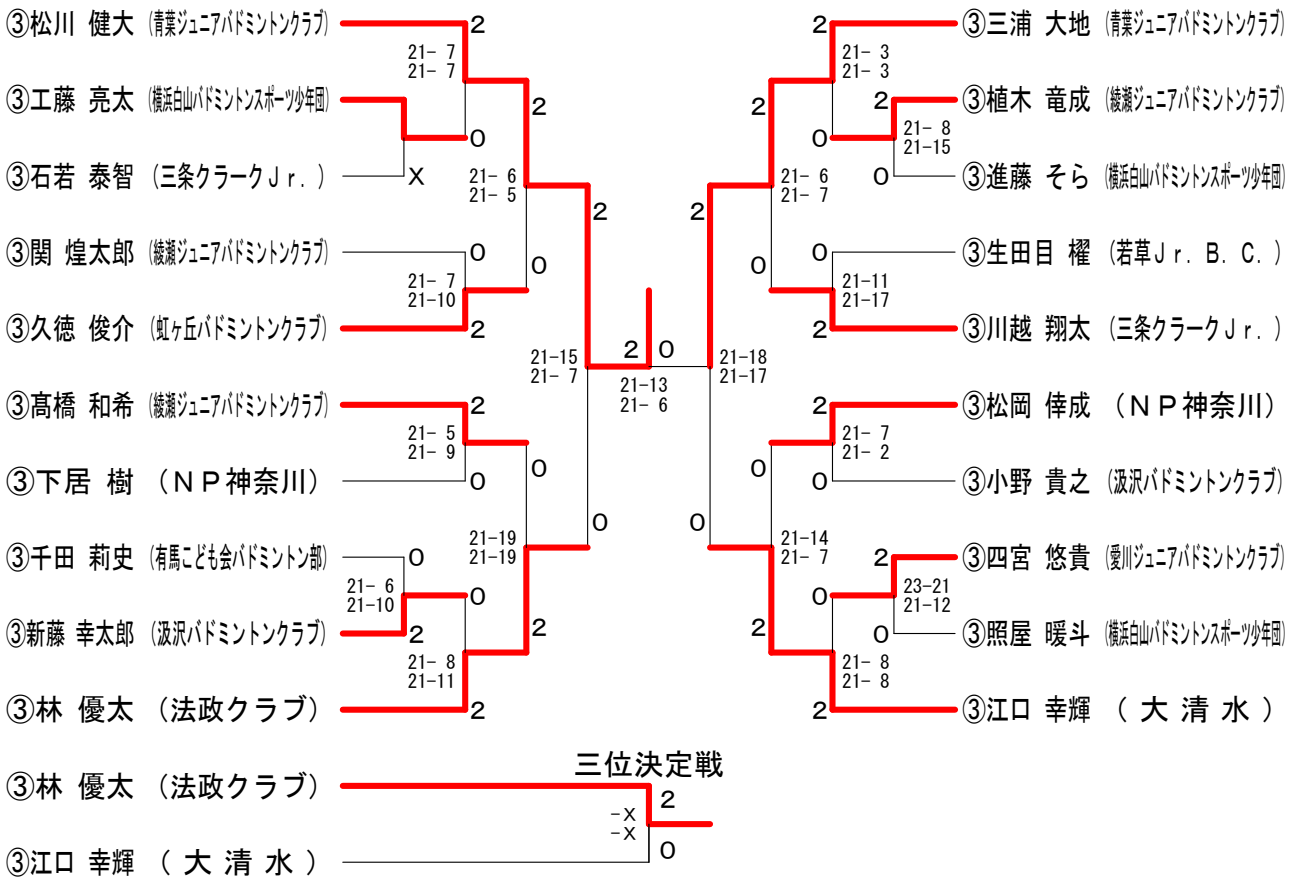 ③松川 健大 (青葉ジュニアバドミントンクラブ)
2
21- 7
21- 7
③工藤 亮太 (横浜白山バドミントンスポーツ少年団)
0
2
③石若 泰智 (三条クラークJr.)
X
21- 6
21- 5
2
③関 煌太郎 (綾瀬ジュニアバドミントンクラブ)
0
21- 7
21-10
0
③久徳 俊介 (虹ヶ丘バドミントンクラブ)
2
21-15
21- 7
③髙橋 和希 (綾瀬ジュニアバドミントンクラブ)
2
21- 5
21- 9
0
③下居 樹 (NP神奈川)
0
21-19
21-19
0
③千田 莉史 (有馬こども会バドミントン部)
0
21- 6
21-10
0
③新藤 幸太郎 (汲沢バドミントンクラブ)
2
2
21- 8
21-11
③林 優太 (法政クラブ)
2
2 0
21-13
21- 6
③三浦 大地 (青葉ジュニアバドミントンクラブ)
2
21- 3
21- 3
2
③植木 竜成 (綾瀬ジュニアバドミントンクラブ)
2
0
21- 8
21-15
③進藤 そら (横浜白山バドミントンスポーツ少年団)
0
21- 6
21- 7
2
③生田目 櫂 (若草Jr. B. C. )
0
0
21-11
21-17
③川越 翔太 (三条クラークJr.)
2
21-18
21-17
③松岡 倖成 (NP神奈川)
2
21- 7
21- 2
0
③小野 貴之 (汲沢バドミントンクラブ)
0
0
21-14
21- 7
③四宮 悠貴 (愛川ジュニアバドミントンクラブ)
2
23-21
21-12
0
③照屋 暖斗 (横浜白山バドミントンスポーツ少年団)
0
2
21- 8
21- 8
③江口 幸輝 ( 大 清 水 )
2
三位決定戦
③林 優太 (法政クラブ)
2
-X
-X
③江口 幸輝 ( 大 清 水 )
0